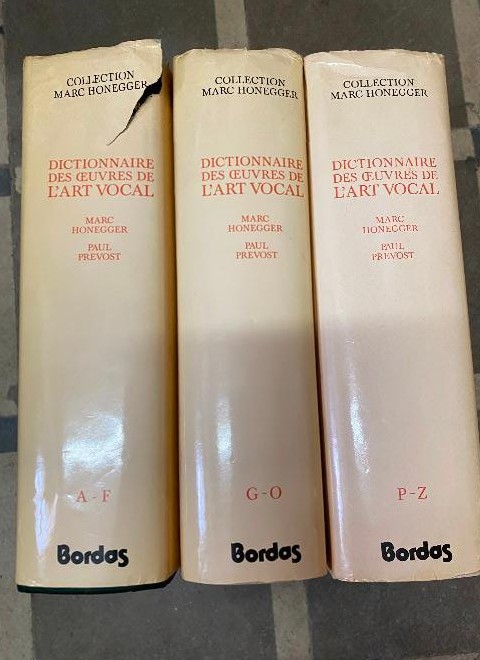 COLLECTION
MARC HONEGGER
DICTIONNAIRE
DES ŒUVRES DE
L'ART VOCAL
MARC
HONEGGER
PAUL
PREVOST
A-F
Bordas
COLLECTION
MARC HONEGGER
DICTIONNAIRE
DES ŒUVRES DE
L'ART VOCAL
MARC
HONEGGER
PAUL
PREVOST
G-O
Bordas
COLLECTION
MARC HONEGGER
DICTIONNAIRE
DES ŒUVRES DE
L'ART VOCAL
MARC
HONEGGER
PAUL
PREVOST
P-Z
Bordas